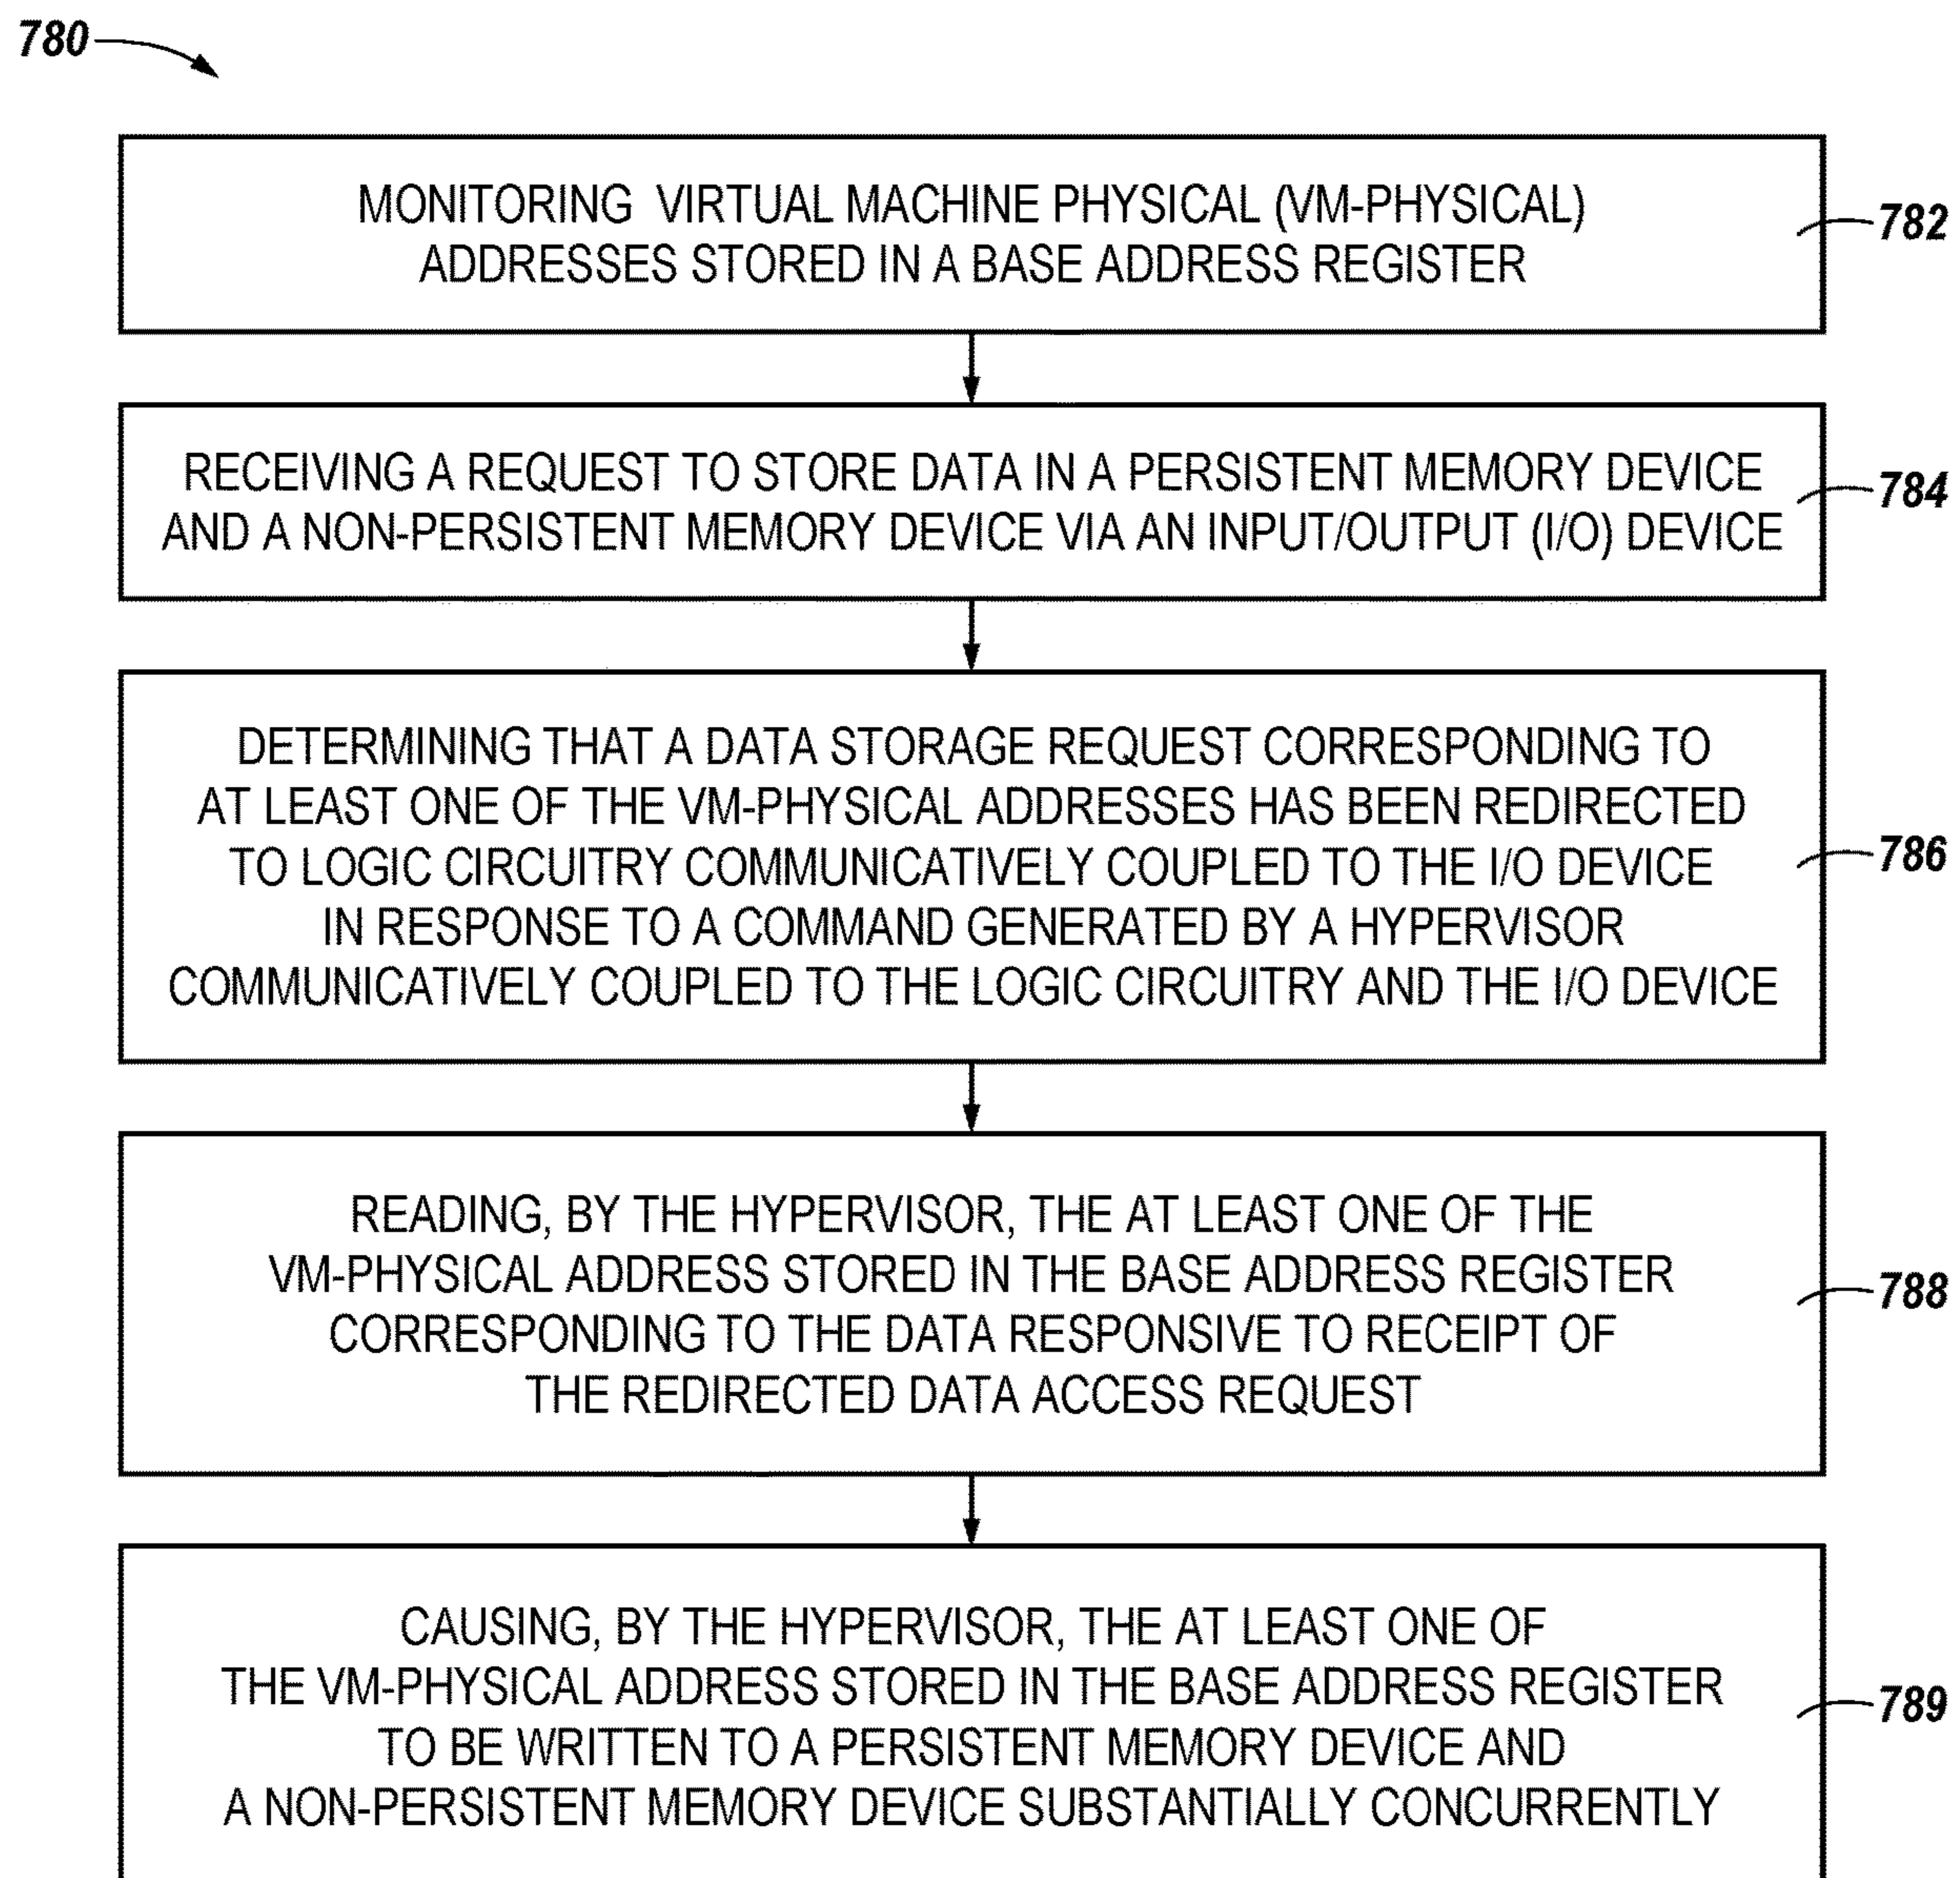 780
MONITORING VIRTUAL MACHINE PHYSICAL (VM-PHYSICAL)
ADDRESSES STORED IN A BASE ADDRESS REGISTER
782
RECEIVING A REQUEST TO STORE DATA IN A PERSISTENT MEMORY DEVICE
AND A NON-PERSISTENT MEMORY DEVICE VIA AN INPUT/OUTPUT (I/O) DEVICE
784
DETERMINING THAT A DATA STORAGE REQUEST CORRESPONDING TO
AT LEAST ONE OF THE VM-PHYSICAL ADDRESSES HAS BEEN REDIRECTED
TO LOGIC CIRCUITRY COMMUNICATIVELY COUPLED TO THE I/O DEVICE
IN RESPONSE TO A COMMAND GENERATED BY A HYPERVISOR
COMMUNICATIVELY COUPLED TO THE LOGIC CIRCUITRY AND THE I/O DEVICE
786
READING, BY THE HYPERVISOR, THE AT LEAST ONE OF THE
VM-PHYSICAL ADDRESS STORED IN THE BASE ADDRESS REGISTER
CORRESPONDING TO THE DATA RESPONSIVE TO RECEIPT OF
THE REDIRECTED DATA ACCESS REQUEST
788
CAUSING, BY THE HYPERVISOR, THE AT LEAST ONE OF
THE VM-PHYSICAL ADDRESS STORED IN THE BASE ADDRESS REGISTER
TO BE WRITTEN TO A PERSISTENT MEMORY DEVICE AND
A NON-PERSISTENT MEMORY DEVICE SUBSTANTIALLY CONCURRENTLY
789